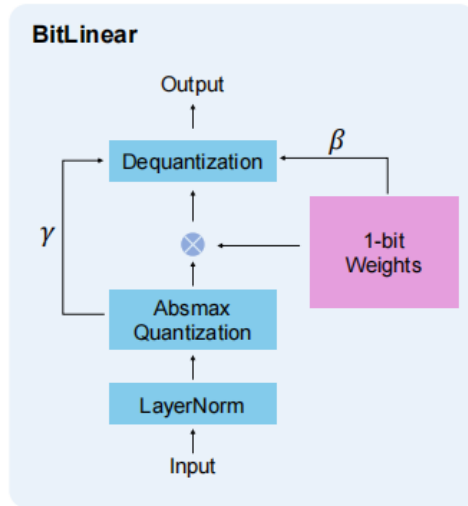 BitLinear
Output
β
Dequantization
γ
1-bit
Weights
Absmax
Quantization
LayerNorm
Input